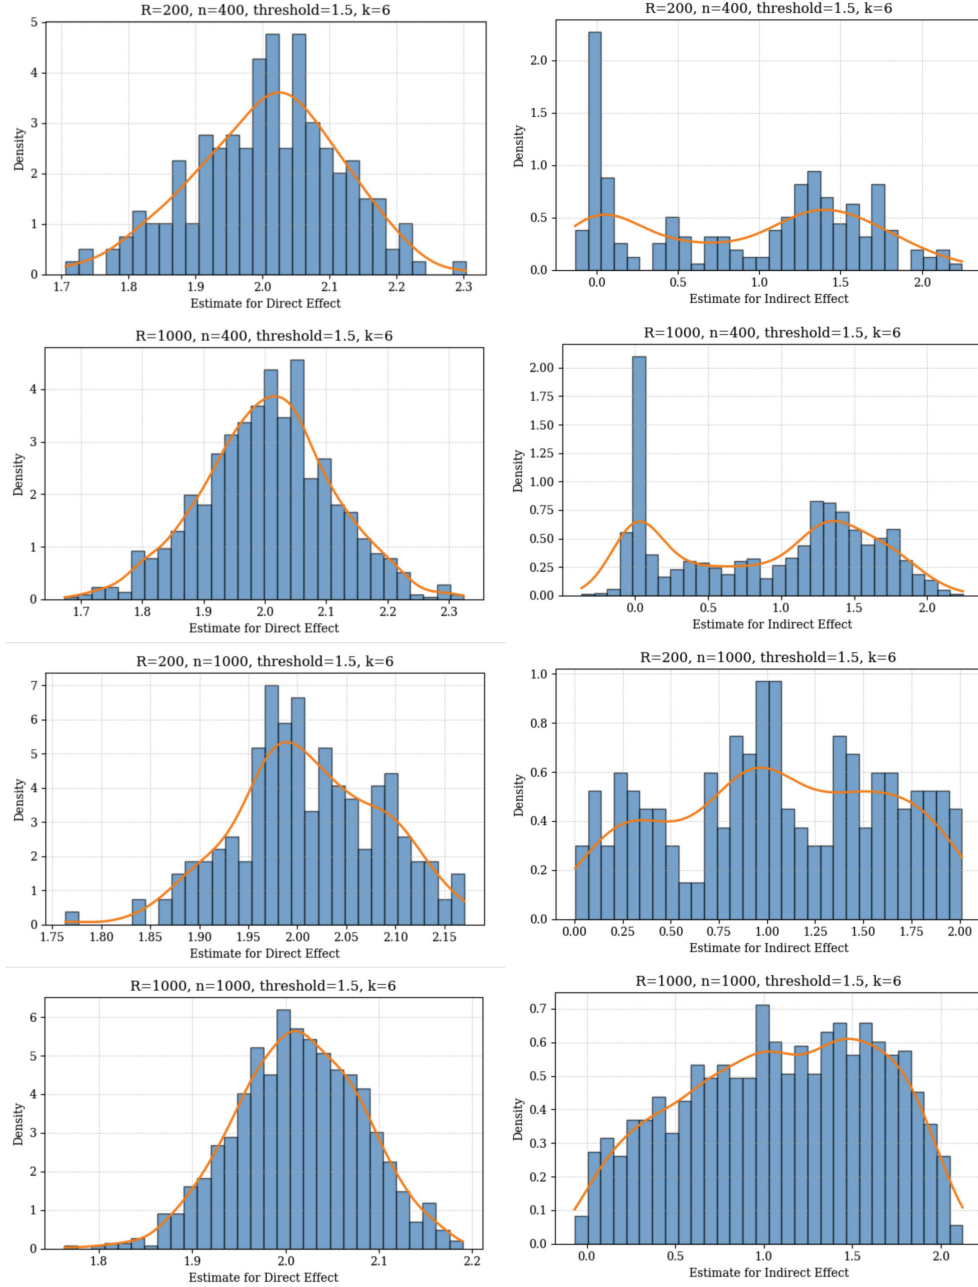 R=200, n=400, threshold=1.5, k=6
Density
5
4
3
2
1
0
1.7 1.8 1.9 2.0 2.1 2.2 2.3
Estimate for Direct Effect
R=200, n=400, threshold=1.5, k=6
Density
2.0
1.5
1.0
0.5
0.0
0.0 0.5 1.0 1.5 2.0
Estimate for Indirect Effect
R=1000, n=400, threshold=1.5, k=6
Density
4
3
2
1
0
1.7 1.8 1.9 2.0 2.1 2.2 2.3
Estimate for Direct Effect
R=1000, n=400, threshold=1.5, k=6
Density
2.00
1.75
1.50
1.25
1.00
0.75
0.50
0.25
0.00
0.0 0.5 1.0 1.5 2.0
Estimate for Indirect Effect
R=200, n=1000, threshold=1.5, k=6
Density
7
6
5
4
3
2
1
0
1.75 1.80 1.85 1.90 1.95 2.00 2.05 2.10 2.15
Estimate for Direct Effect
R=200, n=1000, threshold=1.5, k=6
Density
1.0
0.8
0.6
0.4
0.2
0.0
0.00 0.25 0.50 0.75 1.00 1.25 1.50 1.75 2.00
Estimate for Indirect Effect
R=1000, n=1000, threshold=1.5, k=6
Density
6
5
4
3
2
1
0
1.8 1.9 2.0 2.1 2.2
Estimate for Direct Effect
R=1000, n=1000, threshold=1.5, k=6
Density
0.7
0.6
0.5
0.4
0.3
0.2
0.1
0.0
0.0 0.5 1.0 1.5 2.0
Estimate for Indirect Effect